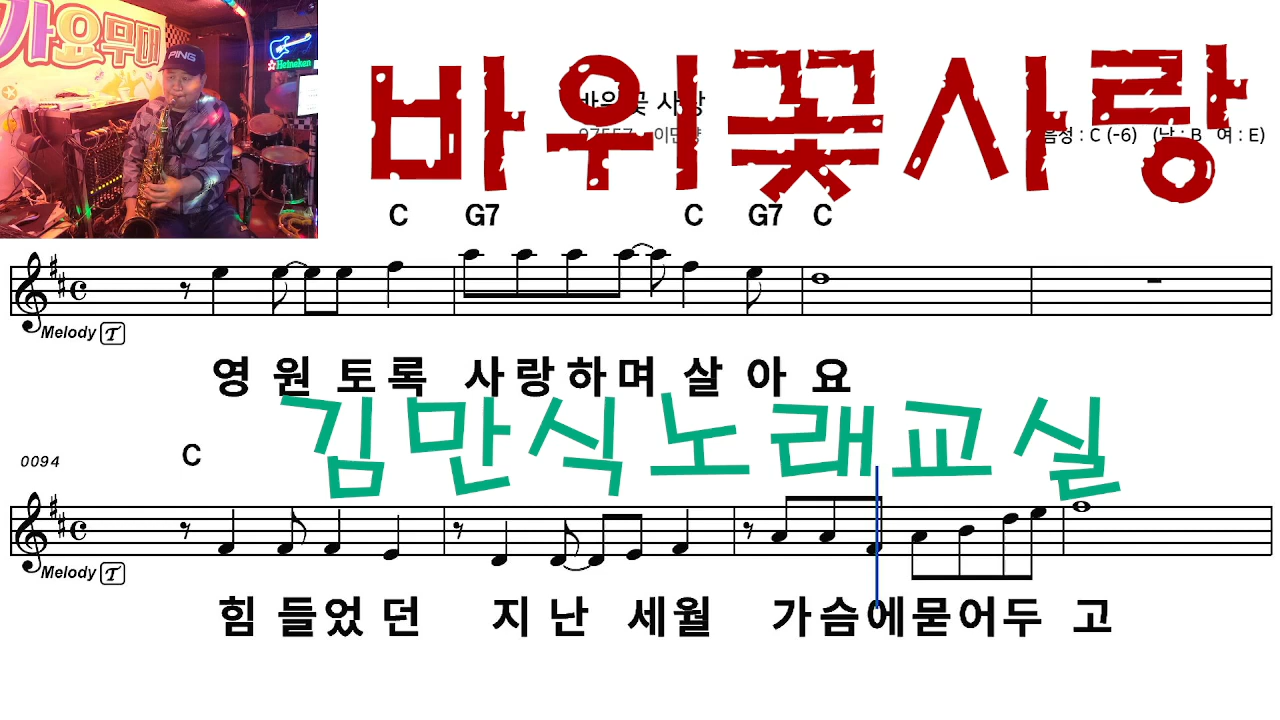 가요무대
PING
Heineken
바위꽃사랑
바위꽃 사랑
음정 : C (-6) (남 : B 여 : E)
C G7 C G7 C
Melody T
영 원 토 록 사 랑 하 며 살 아 요
김만식노래교실
0094 C
Melody T
힘 들었 던 지 난 세월 가슴에묻어두 고